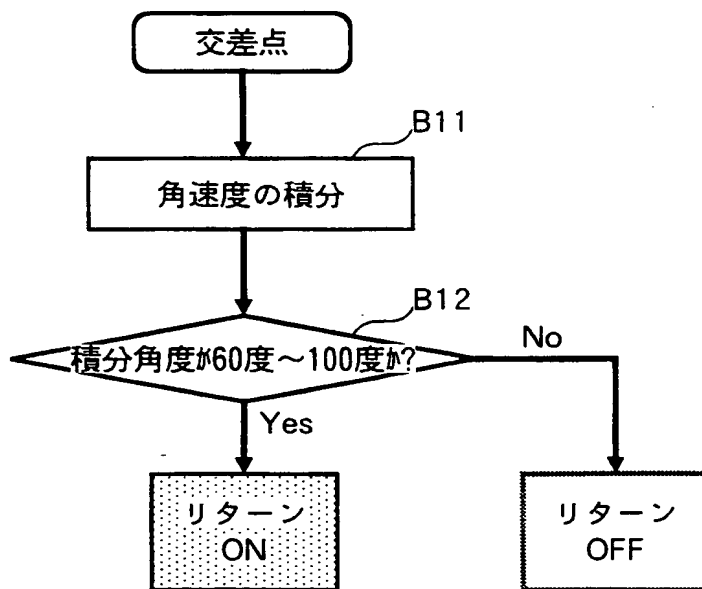 交差点
B11
角速度の積分
B12
積分角度が60度～100度か?
No
Yes
リターン
ON
リターン
OFF